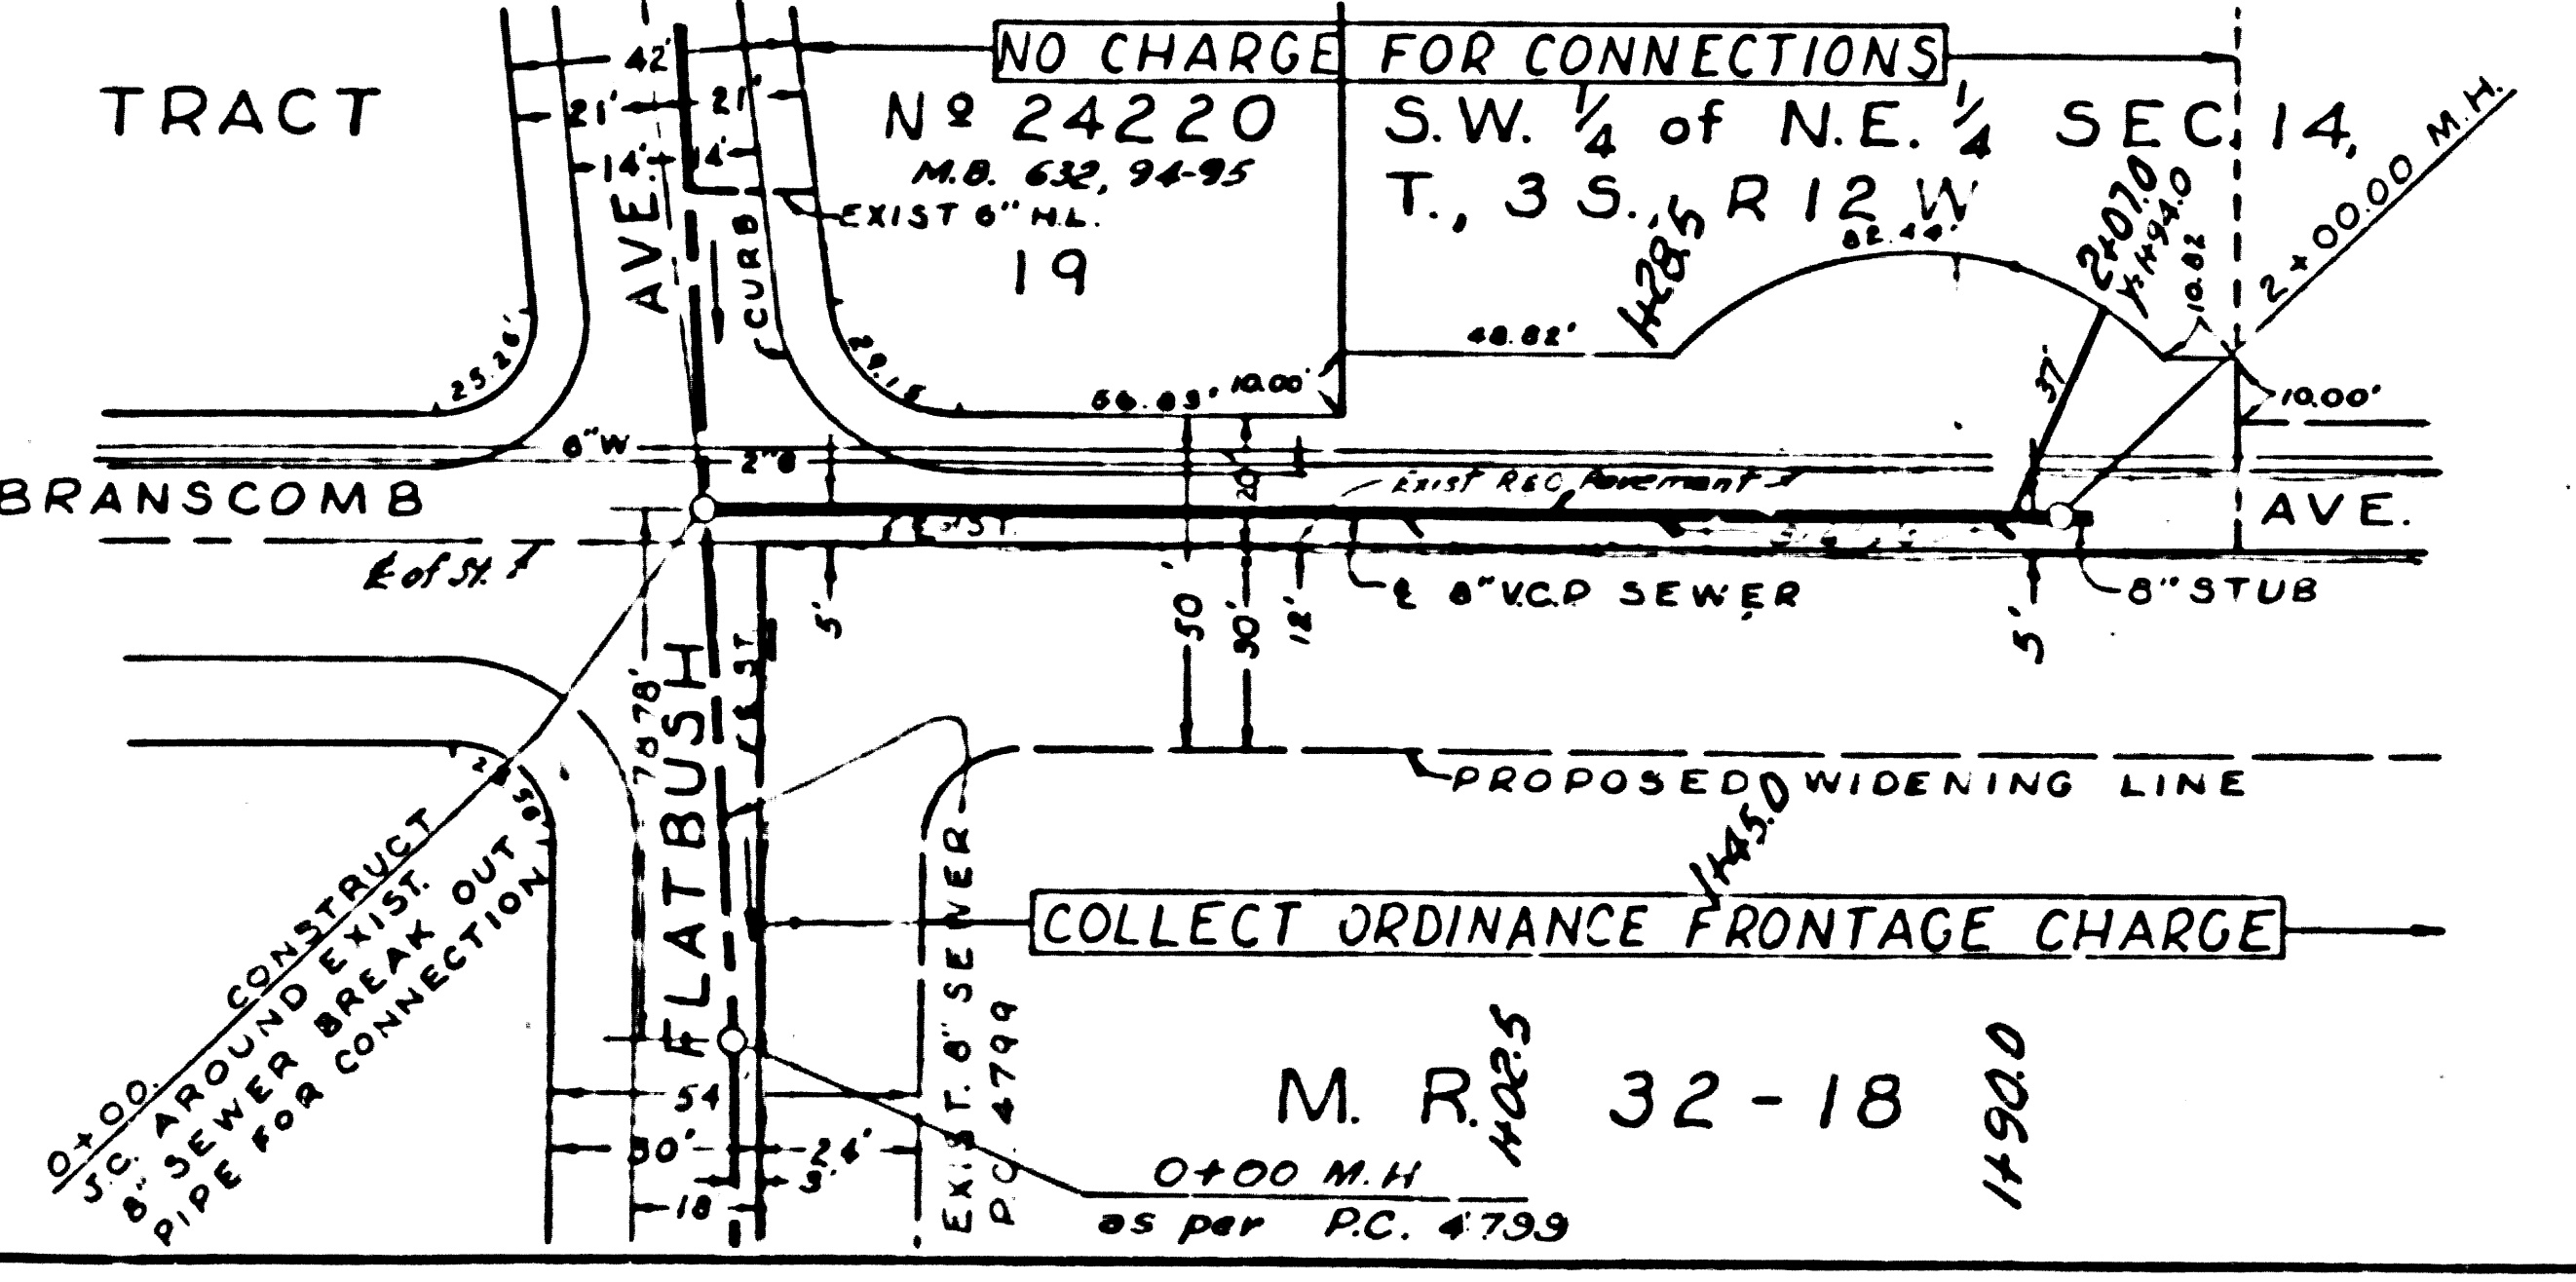 TRACT
42'
21'
21'
14'
14'
NO CHARGE FOR CONNECTIONS
Nº 24220
M.B. 632, 94-95
EXIST 6" H.L.
19
S.W. 1/4 of N.E. 1/4 SEC. 14,
T., 3 S., R 12 W
1+28.5
82.44'
2+07.0
Y=1+94.0
10.82
2+00.00 M.H.
AVE.
CURB
25.26'
29.15
48.82'
10.00'
37'
10.00'
6"W
2"G
20'
Exist R&O Pavement
BRANSCOMB
AVE.
℄ of St.
5'
50'
30'
12'
℄ 8" V.C.P SEWER
5'
8" STUB
FLATBUSH
78.78'
ST
PROPOSED WIDENING LINE
1+45.0
COLLECT ORDINANCE FRONTAGE CHARGE
0+00. CONSTRUCT
J.C. AROUND EXIST.
8" SEWER BREAK OUT
PIPE FOR CONNECTION
EXIST. 8" SEWER
P.C. 4799
54
30'
24'
3'
18
M. R. 32-18
1+02.5
1+90.0
0+00 M.H
as per P.C. 4799